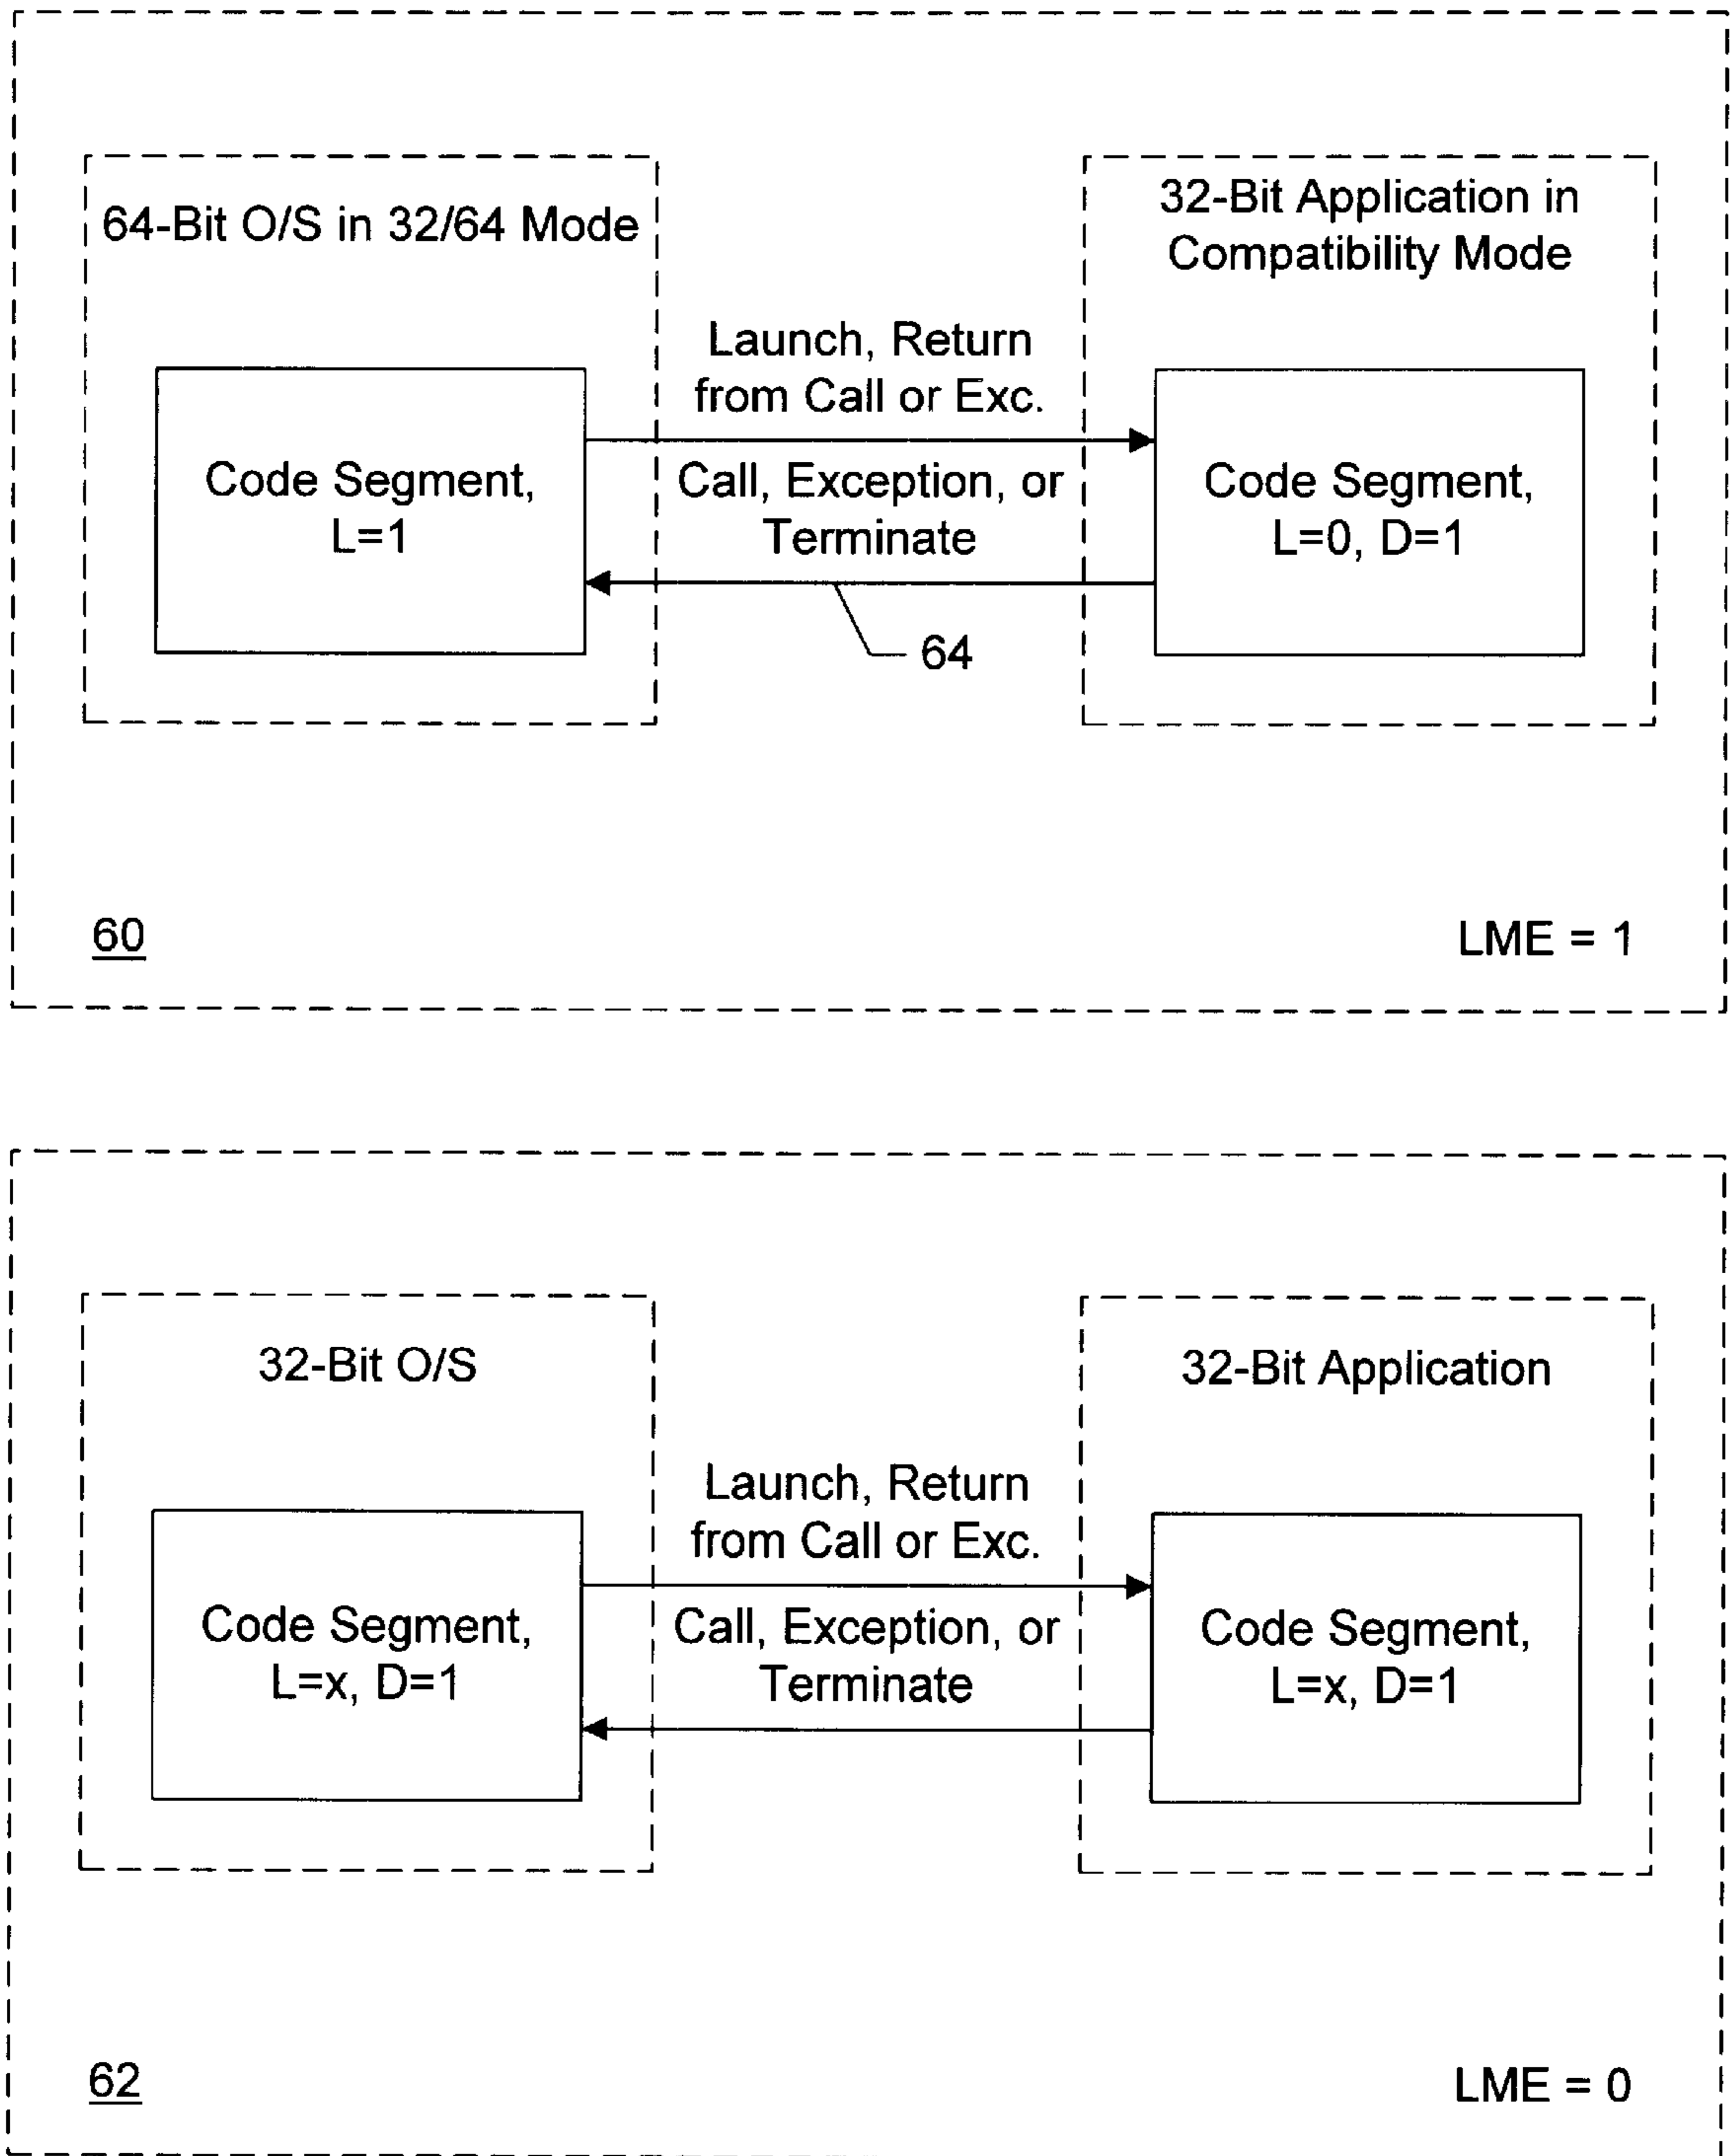 64-Bit O/S in 32/64 Mode
32-Bit Application in
Compatibility Mode
Launch, Return
from Call or Exc.
Code Segment,
L=1
Call, Exception, or
Terminate
Code Segment,
L=0, D=1
64
60
LME = 1
32-Bit O/S
32-Bit Application
Launch, Return
from Call or Exc.
Code Segment,
L=x, D=1
Call, Exception, or
Terminate
Code Segment,
L=x, D=1
62
LME = 0